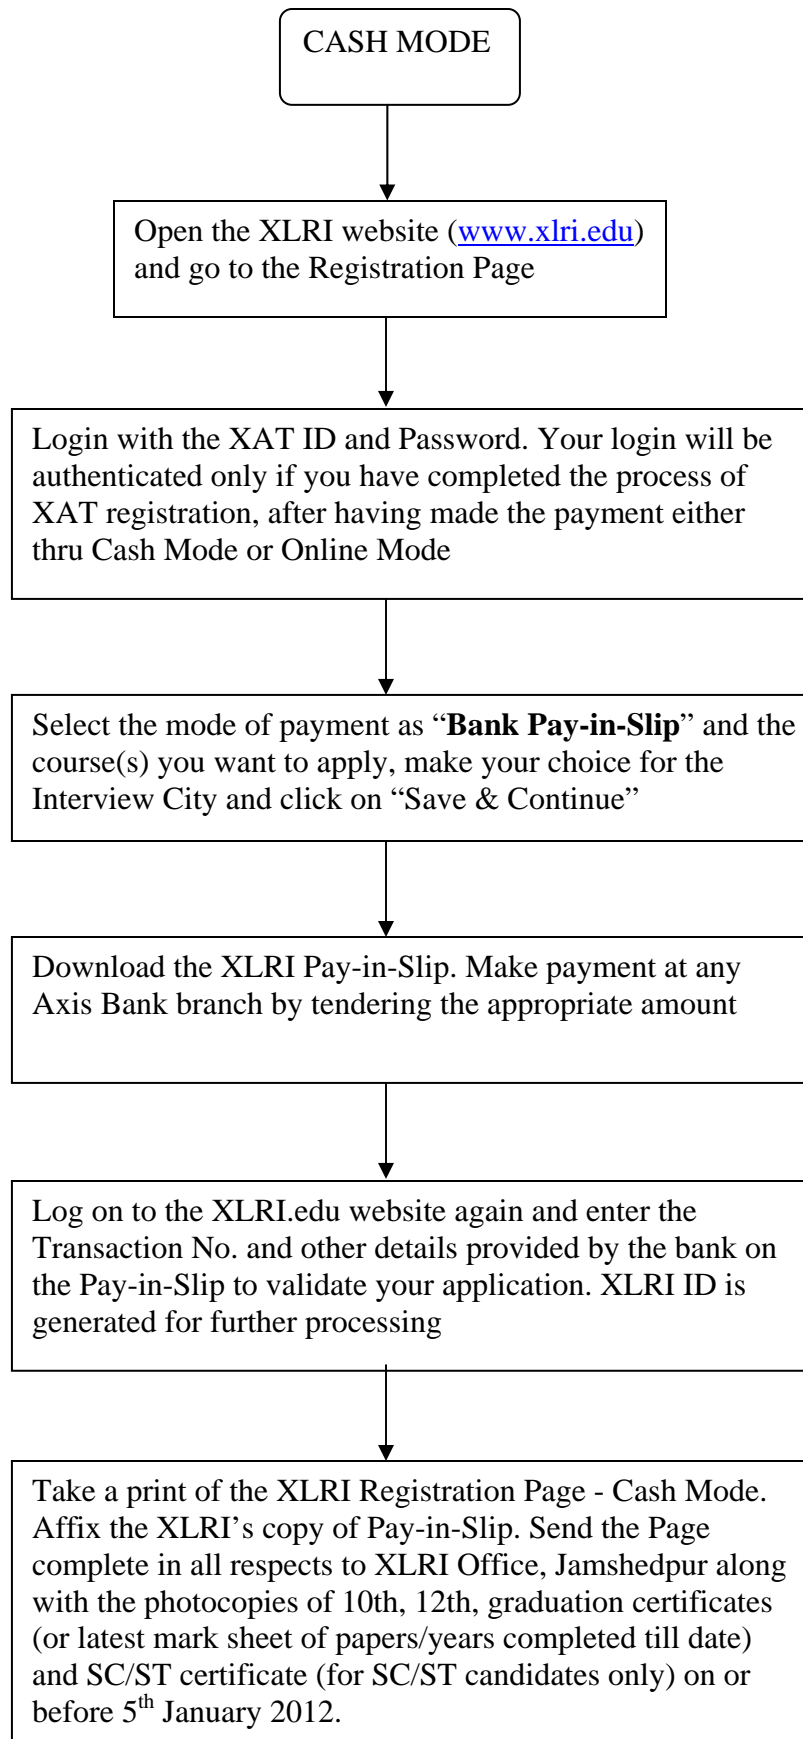 CASH MODE
Open the XLRI website (www.xlri.edu)
and go to the Registration Page
Login with the XAT ID and Password. Your login will be
authenticated only if you have completed the process of
XAT registration, after having made the payment either
thru Cash Mode or Online Mode
Select the mode of payment as “Bank Pay-in-Slip” and the
course(s) you want to apply, make your choice for the
Interview City and click on “Save & Continue”
Download the XLRI Pay-in-Slip. Make payment at any
Axis Bank branch by tendering the appropriate amount
Log on to the XLRI.edu website again and enter the
Transaction No. and other details provided by the bank on
the Pay-in-Slip to validate your application. XLRI ID is
generated for further processing
Take a print of the XLRI Registration Page - Cash Mode.
Affix the XLRI’s copy of Pay-in-Slip. Send the Page
complete in all respects to XLRI Office, Jamshedpur along
with the photocopies of 10th, 12th, graduation certificates
(or latest mark sheet of papers/years completed till date)
and SC/ST certificate (for SC/ST candidates only) on or
before 5th January 2012.